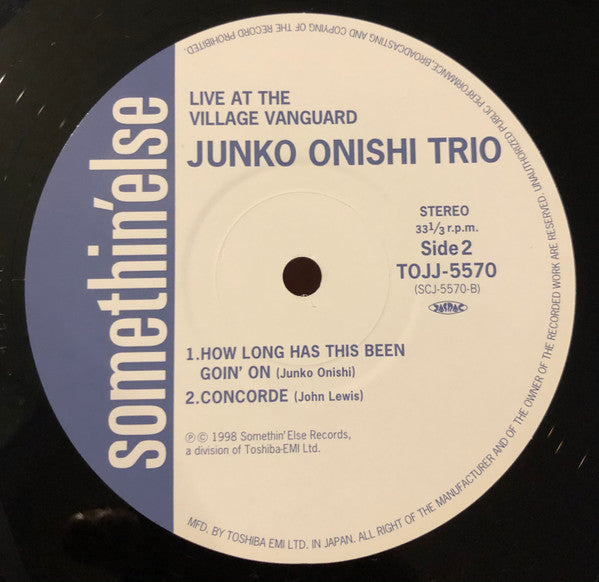 somethin'else
LIVE AT THE
VILLAGE VANGUARD
JUNKO ONISHI TRIO
STEREO
33 1/3 r.p.m.
Side 2
TOJJ-5570
(SCJ-5570-B)
JASRAC
1.HOW LONG HAS THIS BEEN
GOIN' ON (Junko Onishi)
2.CONCORDE (John Lewis)
Ⓟ © 1998 Somethin' Else Records,
a division of Toshiba-EMI Ltd.
MFD. BY TOSHIBA EMI LTD. IN JAPAN. ALL RIGHT OF THE MANUFACTURER AND OF THE OWNER OF THE RECORDED WORK ARE RESERVED. UNAUTHORIZED PUBLIC PERFORMANCE, BROADCASTING AND COPYING OF THE RECORD PROHIBITED.